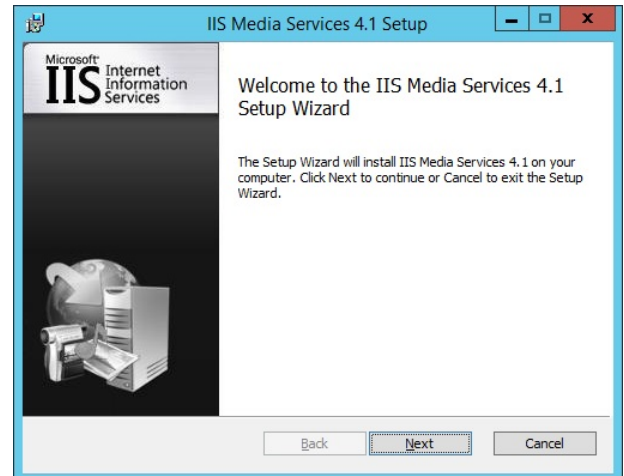 IIS Media Services 4.1 Setup
Microsoft
IIS Internet
Information
Services
Welcome to the IIS Media Services 4.1
Setup Wizard
The Setup Wizard will install IIS Media Services 4.1 on your
computer. Click Next to continue or Cancel to exit the Setup
Wizard.
Back Next Cancel